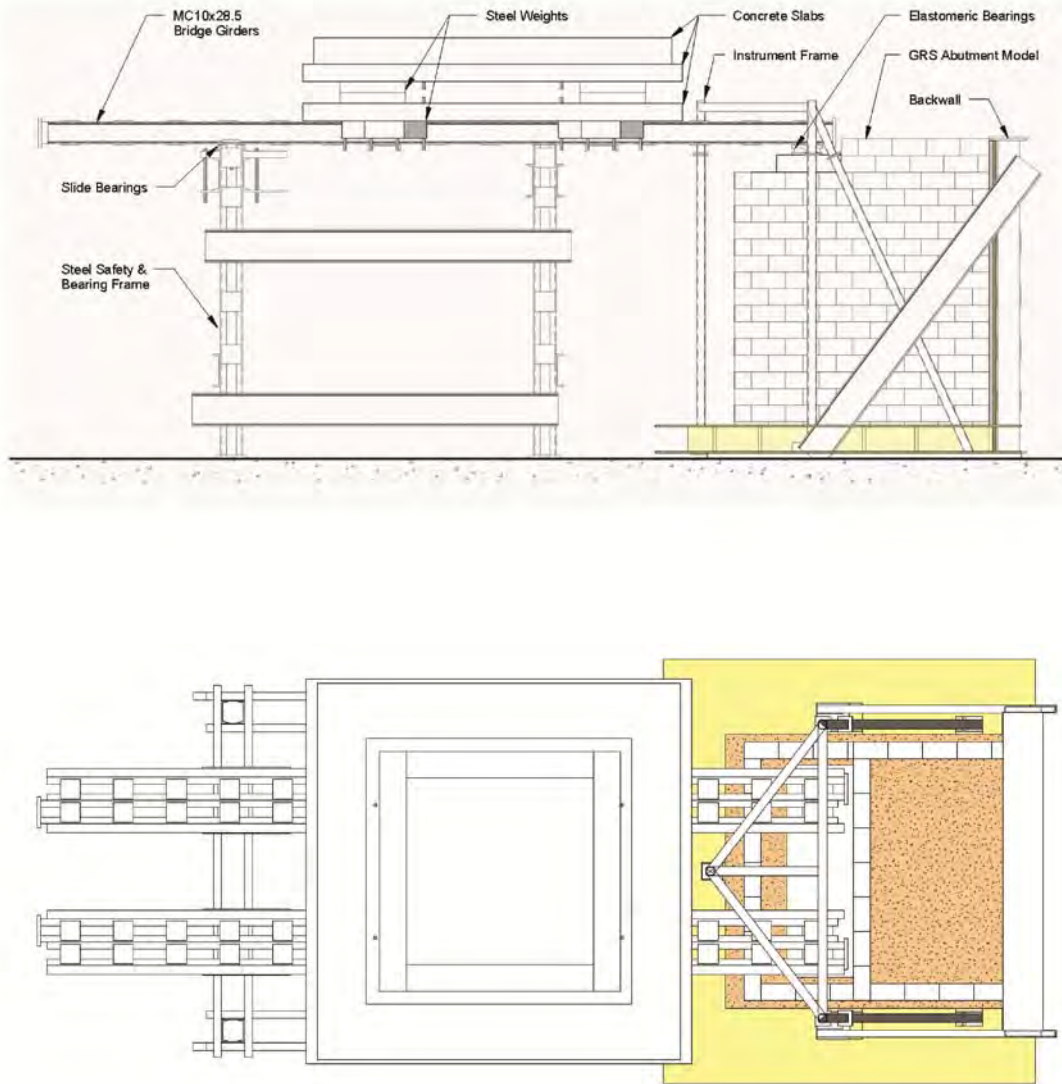 MC10x28.5
Bridge Girders
Steel Weights
Concrete Slabs
Elastomeric Bearings
Instrument Frame
GRS Abutment Model
Backwall
Slide Bearings
Steel Safety &
Bearing Frame